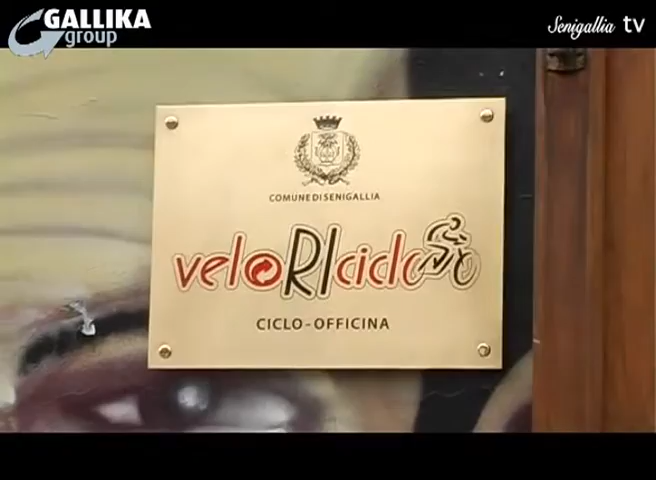 GALLIKA
group
Senigallia tv
COMUNE DI SENIGALLIA
veloRIciclo
CICLO-OFFICINA